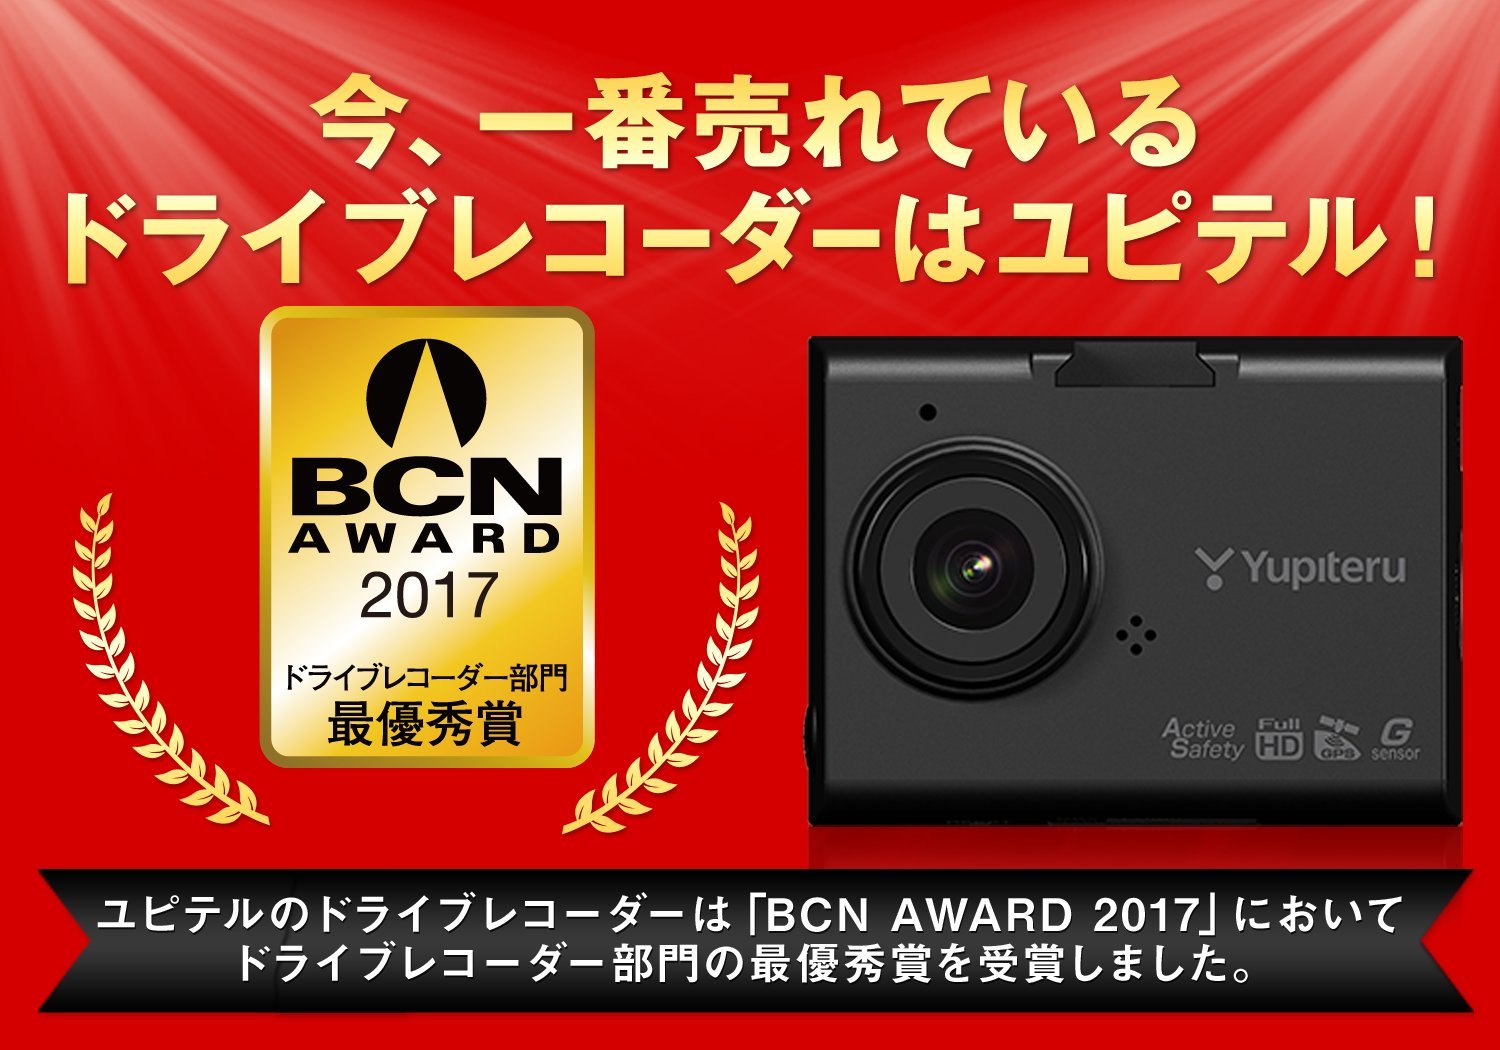 今、一番売れている
ドライブレコーダーはユピテル！
BCN
AWARD
2017
ドライブレコーダー部門
最優秀賞
Yupiteru
Active
Safety
Full
HD
GPS
G
sensor
ユピテルのドライブレコーダーは「BCN AWARD 2017」において
ドライブレコーダー部門の最優秀賞を受賞しました。